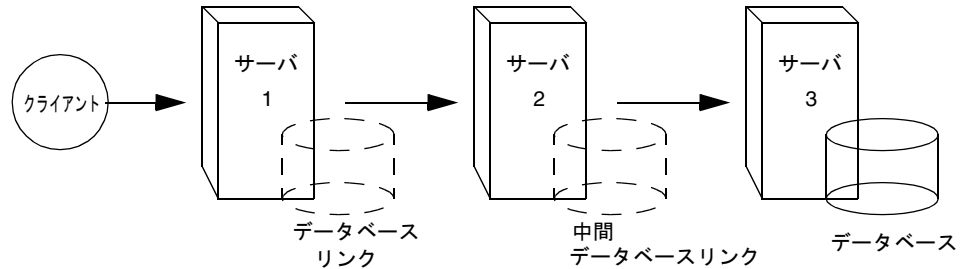 クライアント
サーバ
1
サーバ
2
サーバ
3
データベース
リンク
中間
データベースリンク
データベース